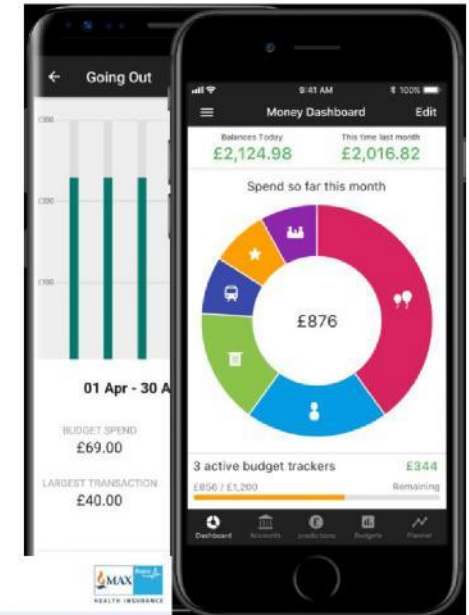 Going Out
£300
£200
£100
01 Apr - 30 A
BUDGET SPEND
£69.00
LARGEST TRANSACTION
£40.00
9:41 AM
100%
Money Dashboard
Edit
Balances Today
This time last month
£2,124.98
£2,016.82
Spend so far this month
£876
3 active budget trackers
£344
£856 / £1,200
Remaining
Dashboard
Accounts
predictions
Budgets
Planner
MAX
HEALTH INSURANCE